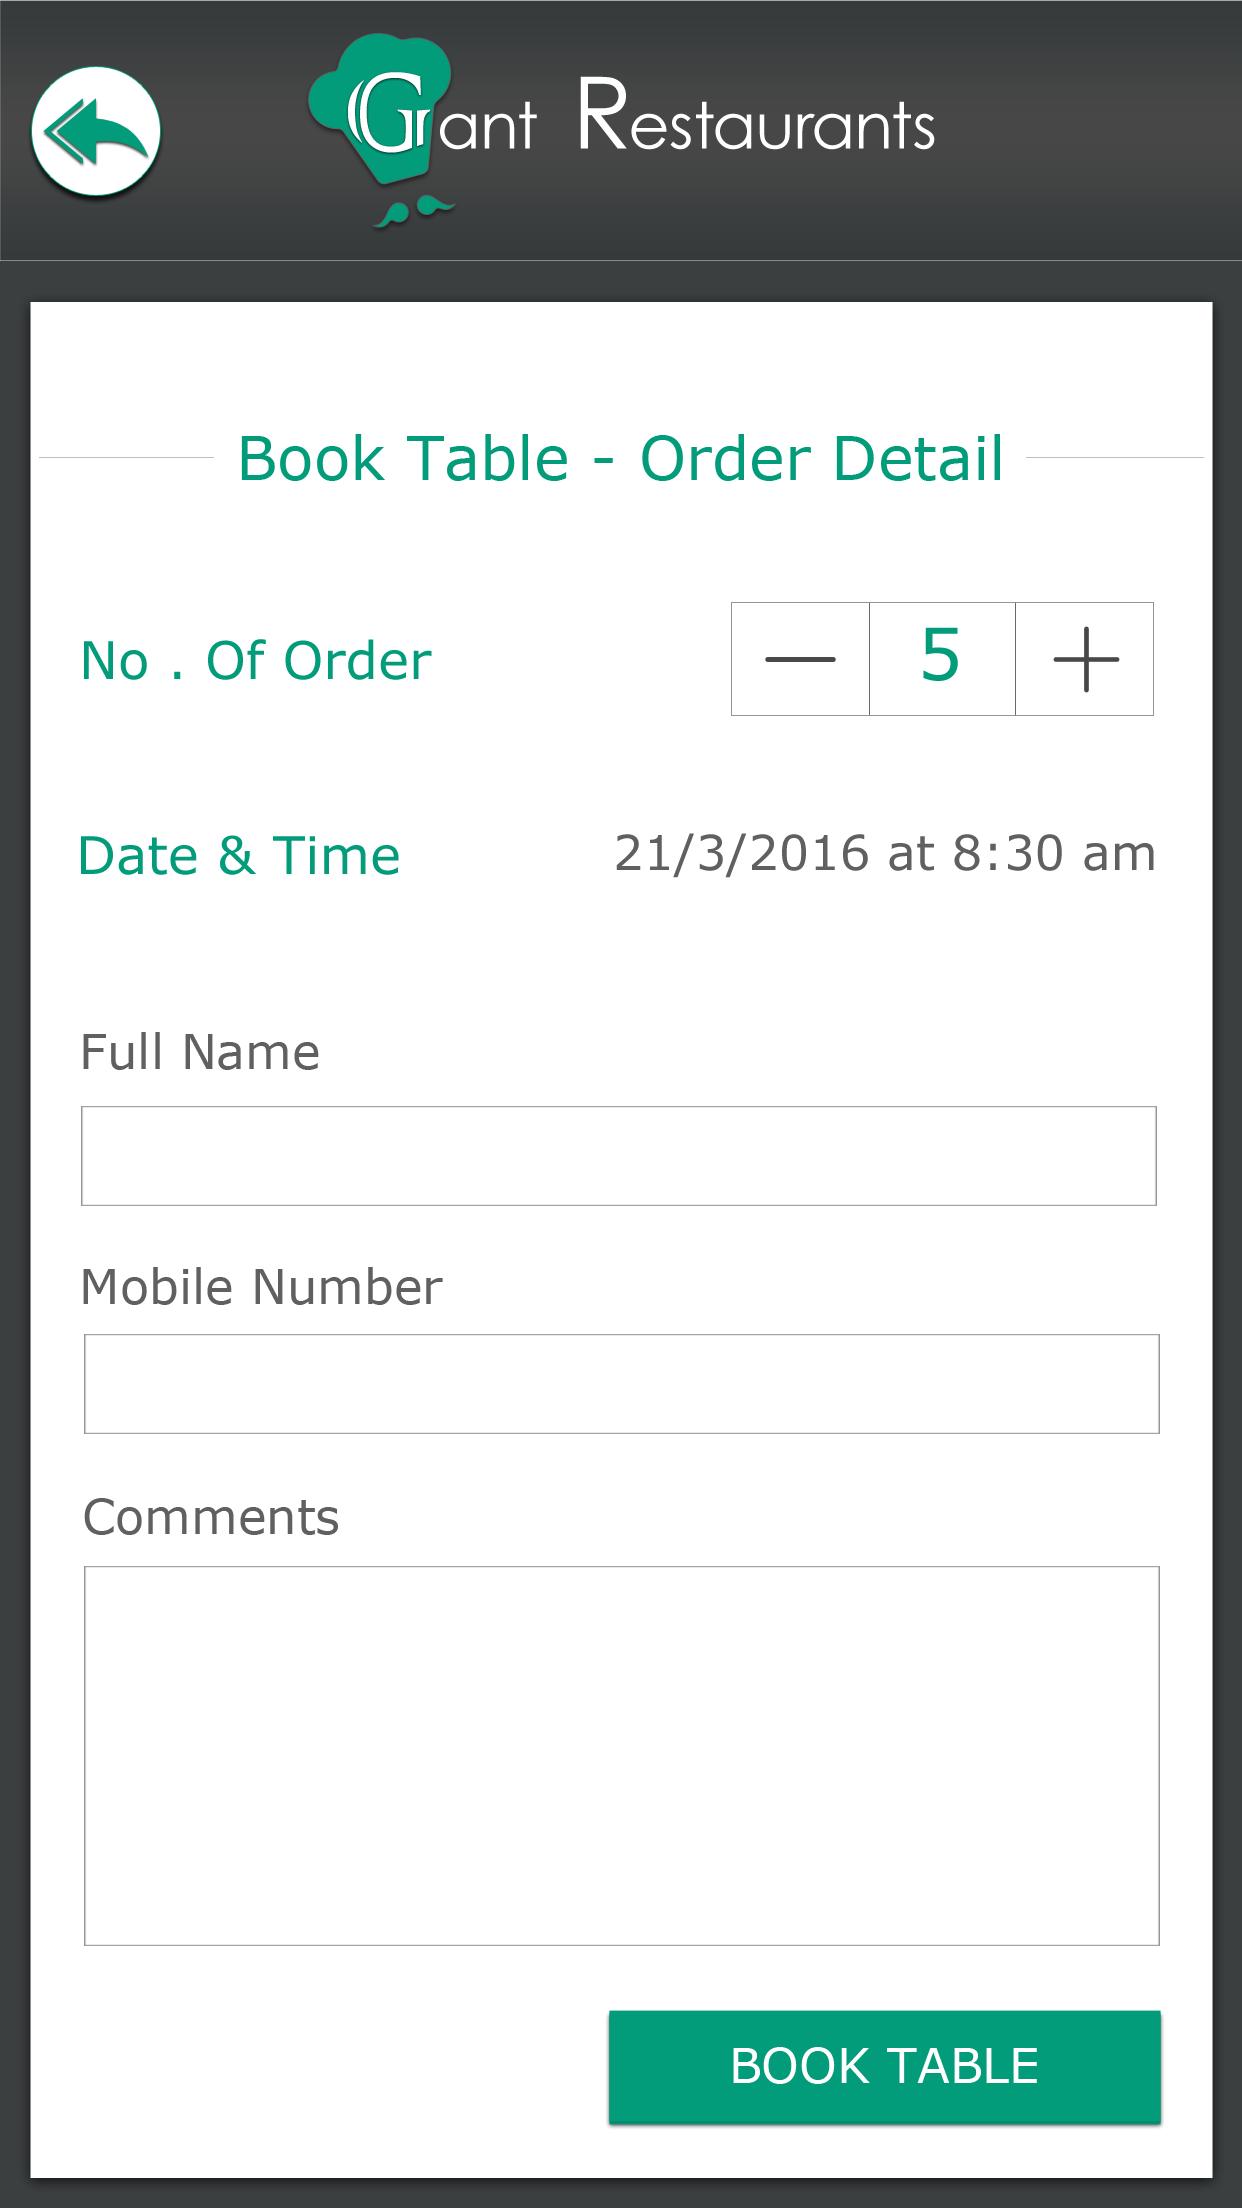 Grant Restaurants
Book Table - Order Detail
No . Of Order
5
Date & Time
21/3/2016 at 8:30 am
Full Name
Mobile Number
Comments
BOOK TABLE